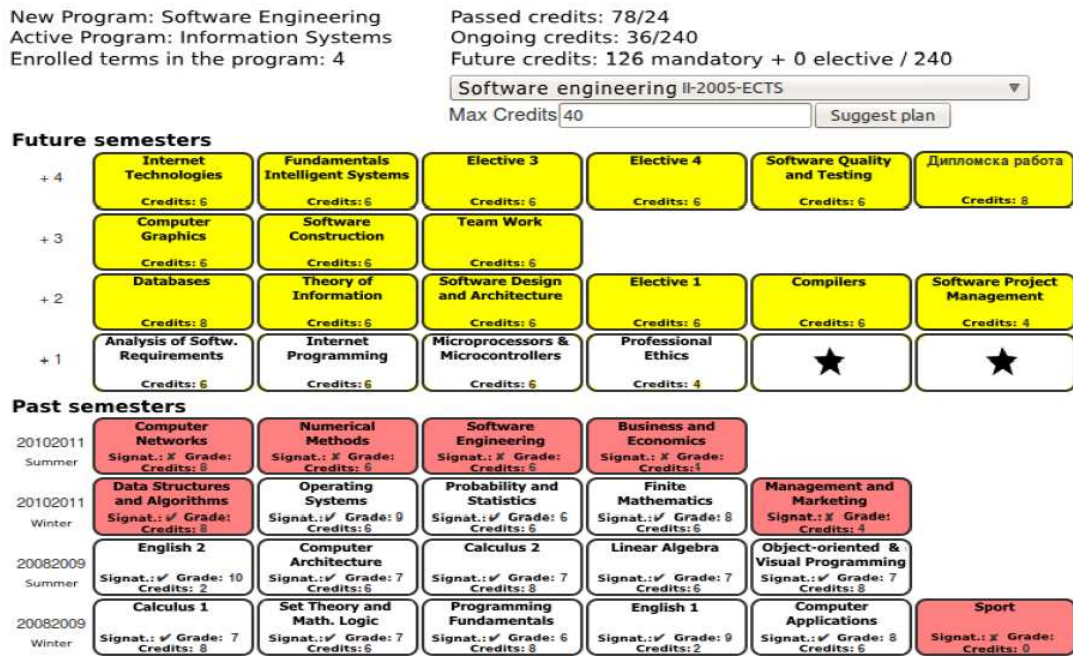 New Program: Software Engineering
Active Program: Information Systems
Enrolled terms in the program: 4
Passed credits: 78/24
Ongoing credits: 36/240
Future credits: 126 mandatory + 0 elective / 240
Software engineering II-2005-ECTS
Max Credits 40 Suggest plan
Future semesters
+ 4
Internet
Technologies
Credits: 6
Fundamentals
Intelligent Systems
Credits: 6
Elective 3
Credits: 6
Elective 4
Credits: 6
Software Quality
and Testing
Credits: 6
Дипломска работа
Credits: 8
+ 3
Computer
Graphics
Credits: 6
Software
Construction
Credits: 6
Team Work
Credits: 6
+ 2
Databases
Credits: 8
Theory of
Information
Credits: 6
Software Design
and Architecture
Credits: 6
Elective 1
Credits: 6
Compilers
Credits: 6
Software Project
Management
Credits: 4
+ 1
Analysis of Softw.
Requirements
Credits: 6
Internet
Programming
Credits: 6
Microprocessors &
Microcontrollers
Credits: 6
Professional
Ethics
Credits: 4
Past semesters
20102011
Summer
Computer
Networks
Signat.: ✘ Grade:
Credits: 8
Numerical
Methods
Signat.: ✘ Grade:
Credits: 6
Software
Engineering
Signat.: ✘ Grade:
Credits: 6
Business and
Economics
Signat.: ✘ Grade:
Credits:4
20102011
Winter
Data Structures
and Algorithms
Signat.:✔ Grade:
Credits: 8
Operating
Systems
Signat.:✔ Grade: 9
Credits: 6
Probability and
Statistics
Signat.:✔ Grade: 6
Credits: 6
Finite
Mathematics
Signat.:✔ Grade: 8
Credits: 6
Management and
Marketing
Signat.: ✘ Grade:
Credits: 4
20082009
Summer
English 2
Signat.:✔ Grade: 10
Credits: 2
Computer
Architecture
Signat.:✔ Grade: 7
Credits: 6
Calculus 2
Signat.:✔ Grade: 7
Credits: 8
Linear Algebra
Signat.:✔ Grade: 7
Credits: 6
Object-oriented &
Visual Programming
Signat.:✔ Grade: 7
Credits: 8
20082009
Winter
Calculus 1
Signat.: ✔ Grade: 7
Credits: 8
Set Theory and
Math. Logic
Signat.:✔ Grade: 7
Credits: 6
Programming
Fundamentals
Signat.:✔ Grade: 6
Credits: 8
English 1
Signat.:✔ Grade: 9
Credits: 2
Computer
Applications
Signat.:✔ Grade: 8
Credits: 6
Sport
Signat.: ✘ Grade:
Credits: 0